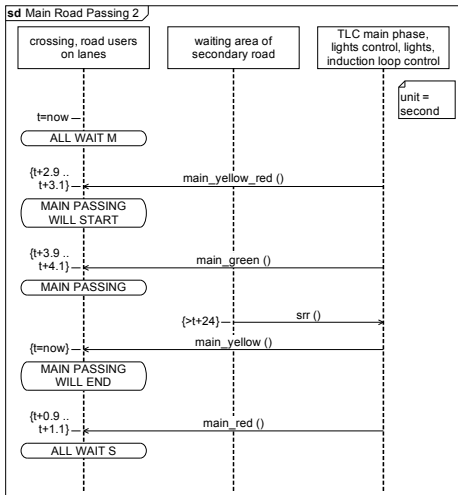 sd Main Road Passing 2
crossing, road users
on lanes
waiting area of
secondary road
TLC main phase,
lights control, lights,
induction loop control
unit =
second
t=now
ALL WAIT M
{t+2.9 ..
t+3.1}
main_yellow_red ()
MAIN PASSING
WILL START
{t+3.9 ..
t+4.1}
main_green ()
MAIN PASSING
{>t+24}
srr ()
{t=now}
main_yellow ()
MAIN PASSING
WILL END
{t+0.9 ..
t+1.1}
main_red ()
ALL WAIT S